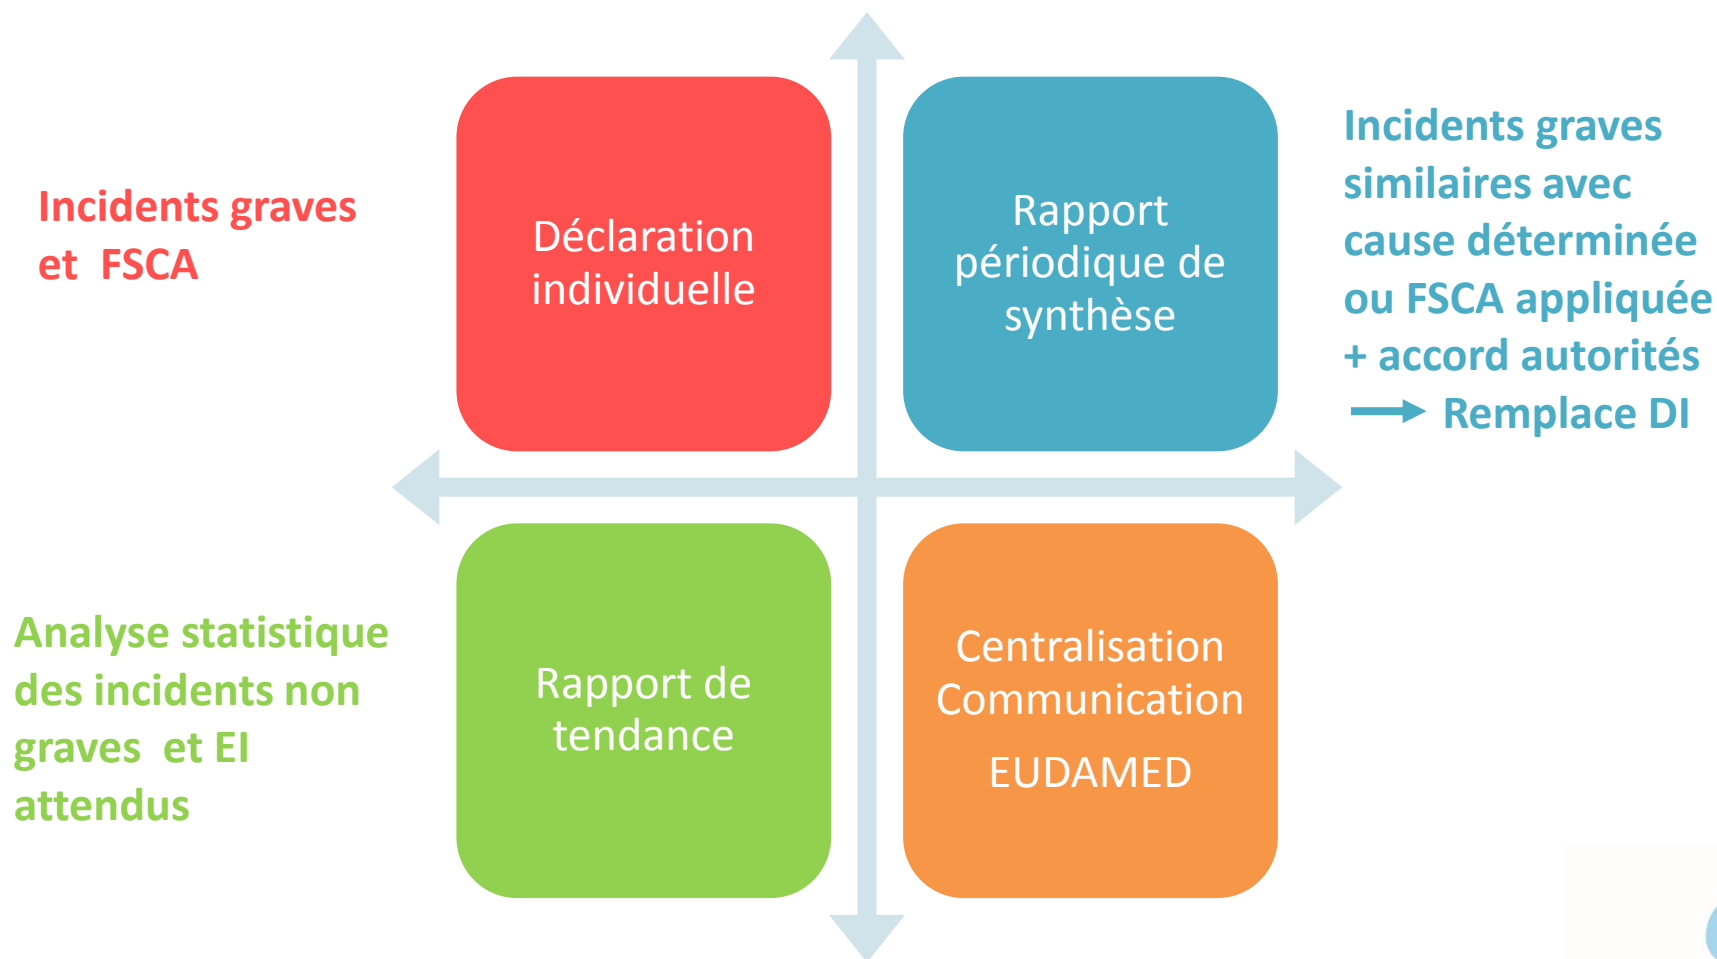 Incidents graves
et FSCA
Déclaration
individuelle
Rapport
périodique de
synthèse
Incidents graves
similaires avec
cause déterminée
ou FSCA appliquée
+ accord autorités
Remplace DI
Analyse statistique
des incidents non
graves et EI
attendus
Rapport de
tendance
Centralisation
Communication
EUDAMED